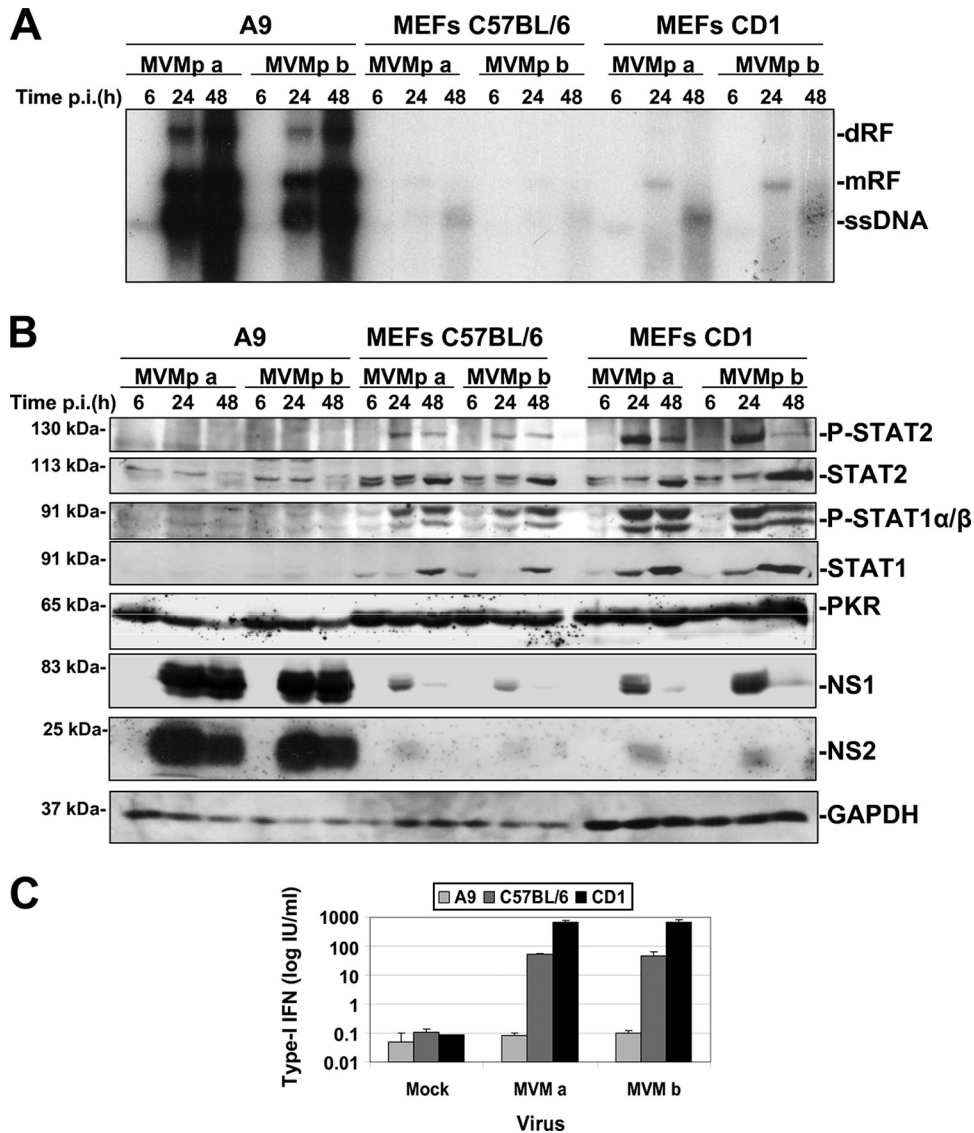 A
A9 MEFs C57BL/6 MEFs CD1
MVMp a MVMp b MVMp a MVMp b MVMp a MVMp b
Time p.i.(h) 6 24 48 6 24 48 6 24 48 6 24 48 6 24 48 6 24 48
-dRF
-mRF
-ssDNA
B
A9 MEFs C57BL/6 MEFs CD1
MVMp a MVMp b MVMp a MVMp b MVMp a MVMp b
Time p.i.(h) 6 24 48 6 24 48 6 24 48 6 24 48 6 24 48 6 24 48
130 kDa- -P-STAT2
113 kDa- -STAT2
91 kDa- -P-STAT1α/β
91 kDa- -STAT1
65 kDa- -PKR
83 kDa- -NS1
25 kDa- -NS2
37 kDa- -GAPDH
C
A9 C57BL/6 CD1
Type-I IFN (log IU/ml)
1000
100
10
1
0.1
0.01
Mock MVM a MVM b
Virus